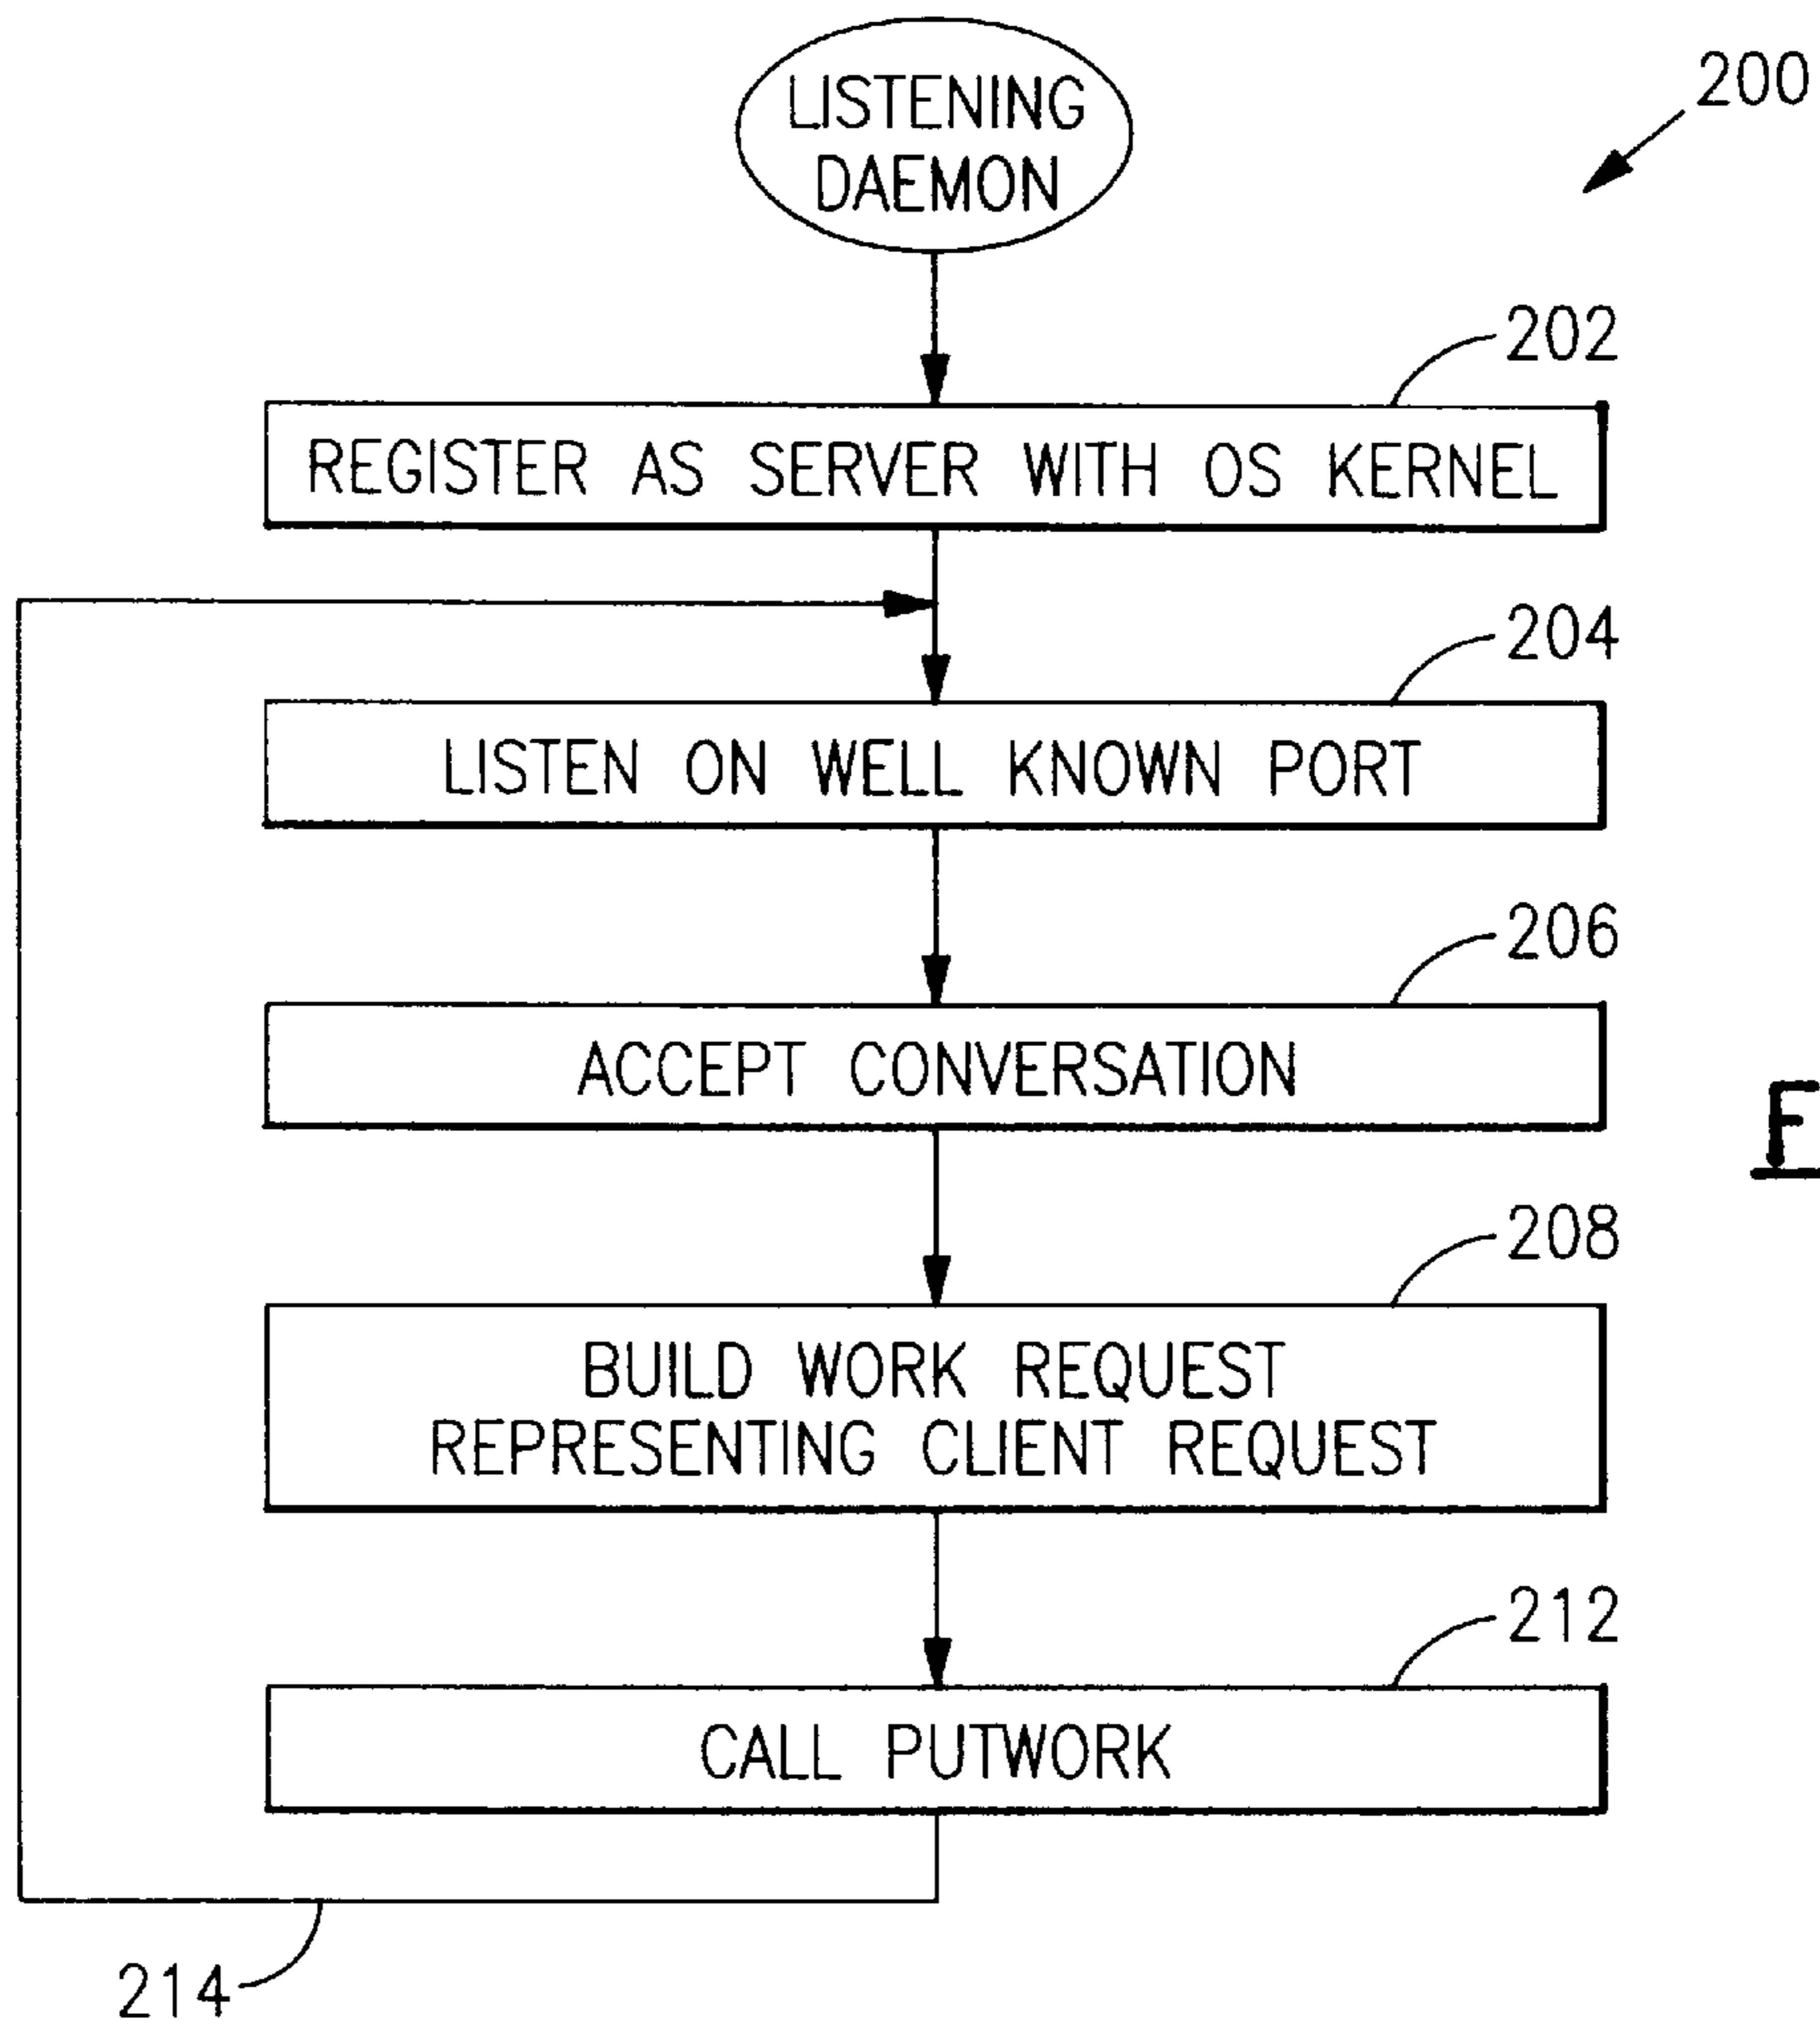 LISTENING
DAEMON
200
202
REGISTER AS SERVER WITH OS KERNEL
204
LISTEN ON WELL KNOWN PORT
206
ACCEPT CONVERSATION
F
208
BUILD WORK REQUEST
REPRESENTING CLIENT REQUEST
212
CALL PUTWORK
214